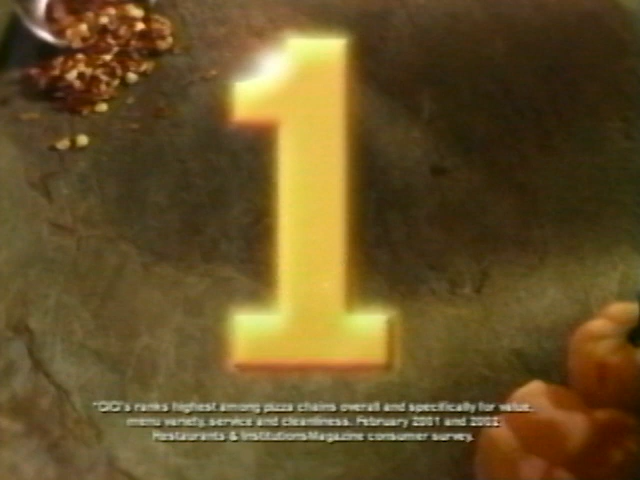 1
*CiCi's ranks highest among pizza chains overall and specifically for value,
menu variety, service and cleanliness. February 2001 and 2002
Restaurants & Institutions Magazine consumer survey.